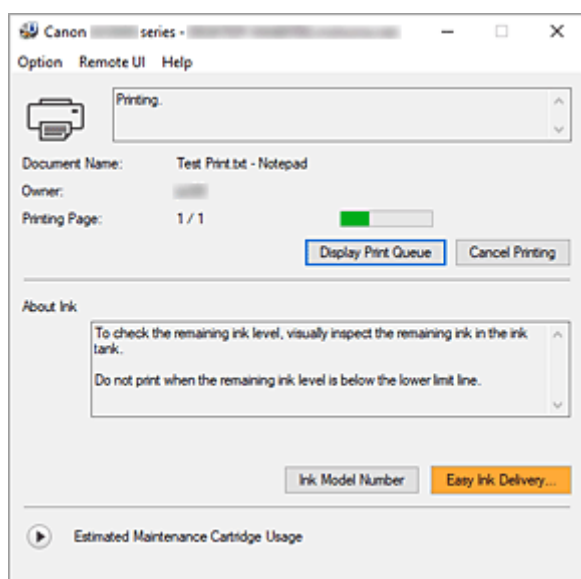 Canon series -
Option Remote UI Help
Printing.
Document Name: Test Print.txt - Notepad
Owner:
Printing Page: 1 / 1
Display Print Queue Cancel Printing
About Ink
To check the remaining ink level, visually inspect the remaining ink in the ink
tank.
Do not print when the remaining ink level is below the lower limit line.
Ink Model Number Easy Ink Delivery...
Estimated Maintenance Cartridge Usage